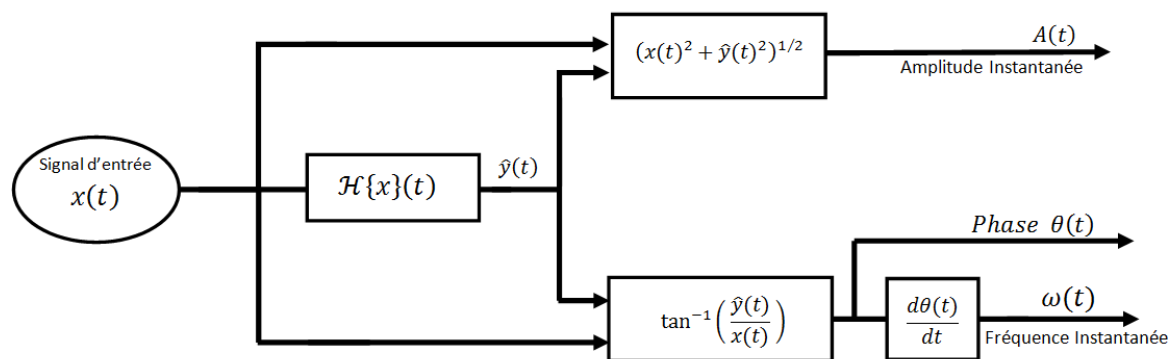 Signal d'entrée
x(t)
ℋ{x}(t)
ŷ(t)
(x(t)² + ŷ(t)²)^{1/2}
A(t)
Amplitude Instantanée
tan⁻¹(ŷ(t)/x(t))
Phase θ(t)
dθ(t)/dt
ω(t)
Fréquence Instantanée